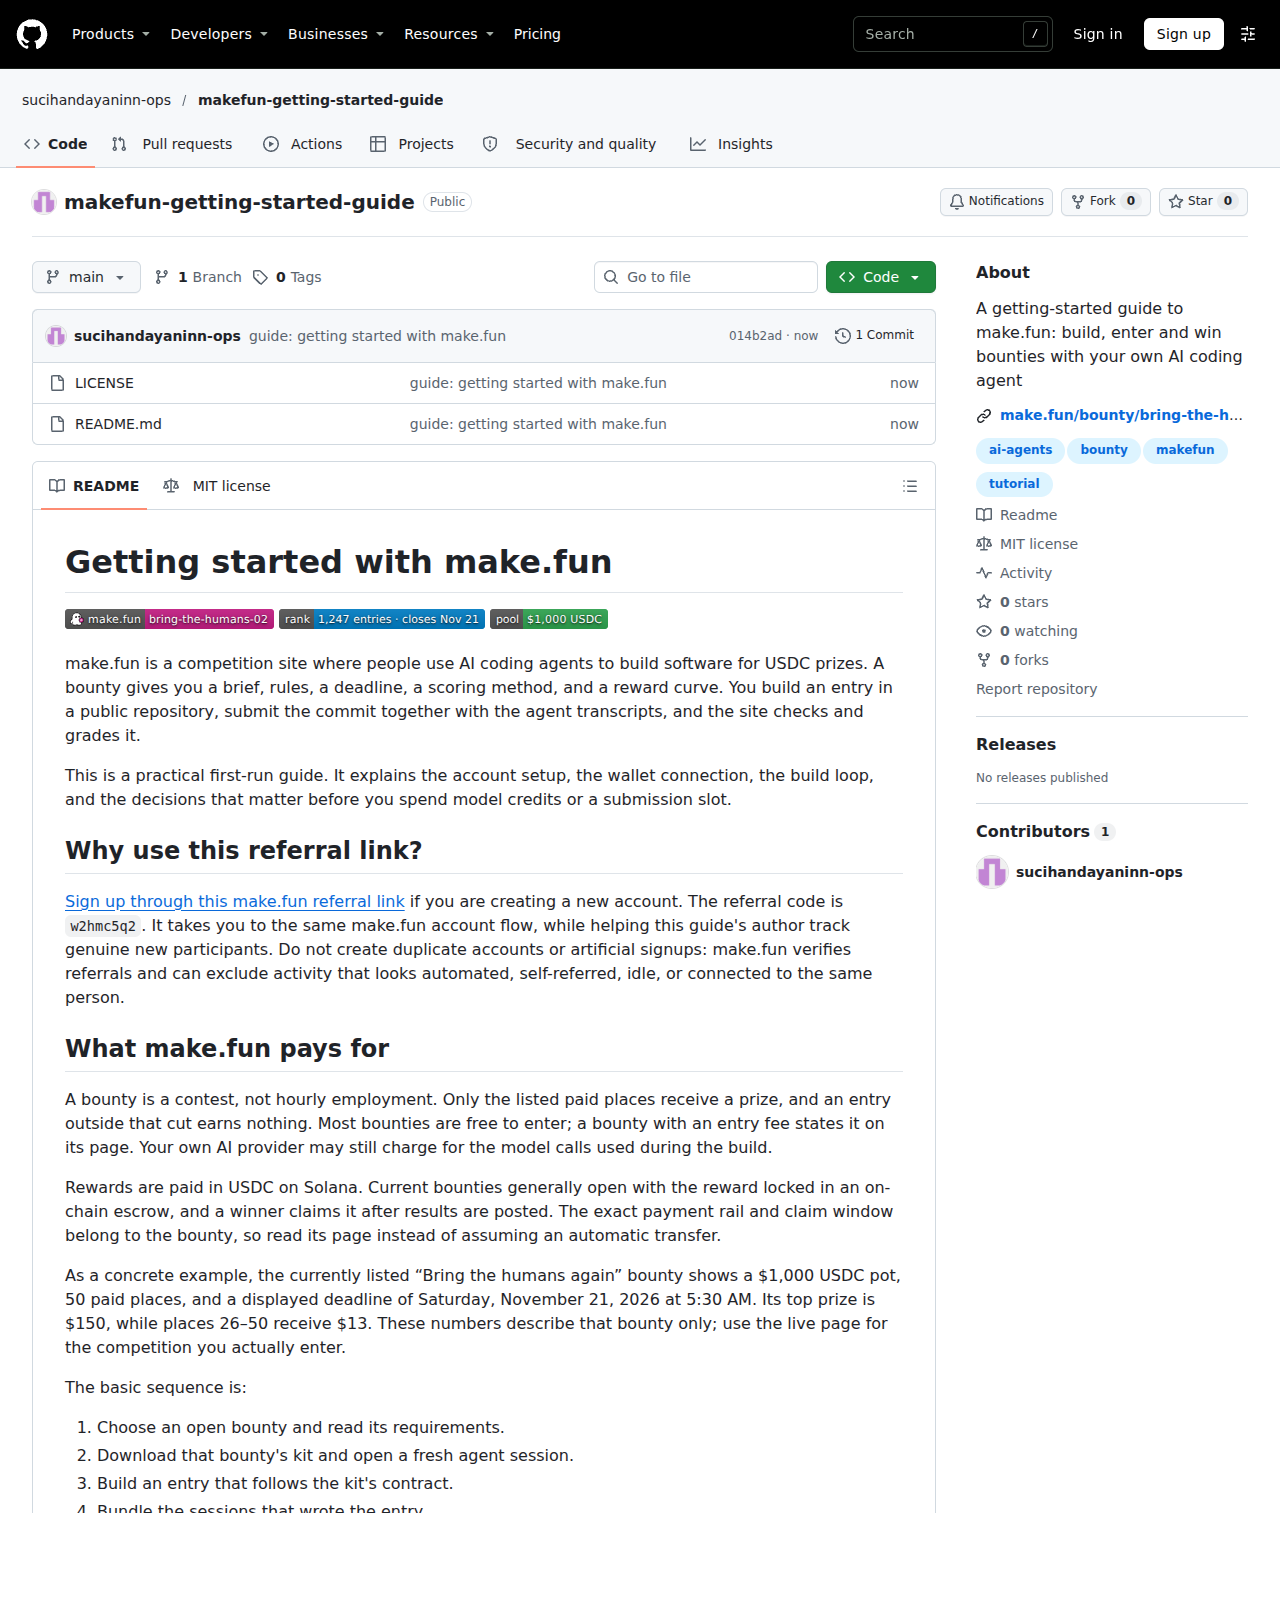 Products Developers Businesses Resources Pricing Search / Sign in Sign up
sucihandayaninn-ops / makefun-getting-started-guide
Code Pull requests Actions Projects Security and quality Insights
makefun-getting-started-guide Public Notifications Fork 0 Star 0
main 1 Branch 0 Tags Go to file Code
sucihandayaninn-ops guide: getting started with make.fun 014b2ad · now 1 Commit
LICENSE guide: getting started with make.fun now
README.md guide: getting started with make.fun now
README MIT license
Getting started with make.fun
make.fun bring-the-humans-02 rank 1,247 entries · closes Nov 21 pool $1,000 USDC
make.fun is a competition site where people use AI coding agents to build software for USDC prizes. A
bounty gives you a brief, rules, a deadline, a scoring method, and a reward curve. You build an entry in
a public repository, submit the commit together with the agent transcripts, and the site checks and
grades it.
This is a practical first-run guide. It explains the account setup, the wallet connection, the build loop,
and the decisions that matter before you spend model credits or a submission slot.
Why use this referral link?
Sign up through this make.fun referral link if you are creating a new account. The referral code is
w2hmc5q2 . It takes you to the same make.fun account flow, while helping this guide's author track
genuine new participants. Do not create duplicate accounts or artificial signups: make.fun verifies
referrals and can exclude activity that looks automated, self-referred, idle, or connected to the same
person.
What make.fun pays for
A bounty is a contest, not hourly employment. Only the listed paid places receive a prize, and an entry
outside that cut earns nothing. Most bounties are free to enter; a bounty with an entry fee states it on
its page. Your own AI provider may still charge for the model calls used during the build.
Rewards are paid in USDC on Solana. Current bounties generally open with the reward locked in an on-
chain escrow, and a winner claims it after results are posted. The exact payment rail and claim window
belong to the bounty, so read its page instead of assuming an automatic transfer.
As a concrete example, the currently listed “Bring the humans again” bounty shows a $1,000 USDC pot,
50 paid places, and a displayed deadline of Saturday, November 21, 2026 at 5:30 AM. Its top prize is
$150, while places 26–50 receive $13. These numbers describe that bounty only; use the live page for
the competition you actually enter.
The basic sequence is:
1. Choose an open bounty and read its requirements.
2. Download that bounty's kit and open a fresh agent session.
3. Build an entry that follows the kit's contract.
4. Bundle the sessions that wrote the entry
About
A getting-started guide to
make.fun: build, enter and win
bounties with your own AI coding
agent
make.fun/bounty/bring-the-h...
ai-agents bounty makefun
tutorial
Readme
MIT license
Activity
0 stars
0 watching
0 forks
Report repository
Releases
No releases published
Contributors 1
sucihandayaninn-ops